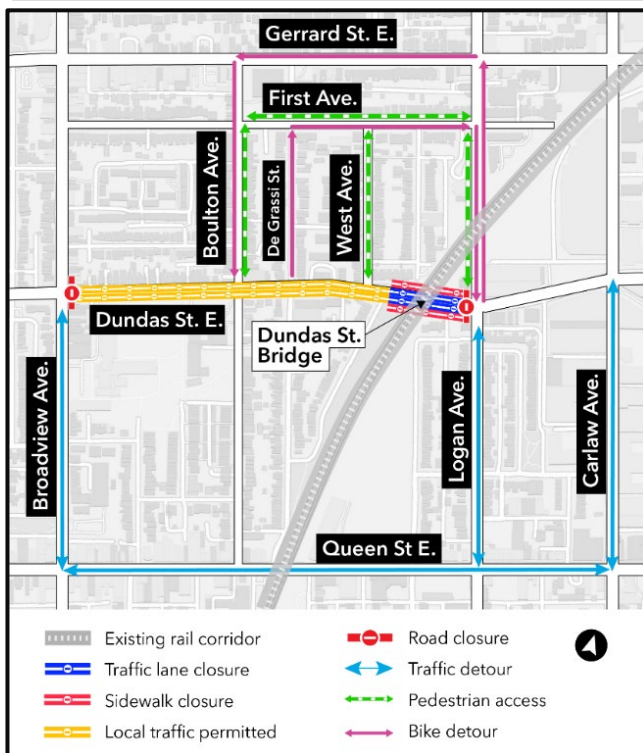 Gerrard St. E.
First Ave.
Boulton Ave.
De Grassi St.
West Ave.
Dundas St. E.
Dundas St.
Bridge
Broadview Ave.
Logan Ave.
Carlaw Ave.
Queen St E.
Existing rail corridor
Traffic lane closure
Sidewalk closure
Local traffic permitted
Road closure
Traffic detour
Pedestrian access
Bike detour